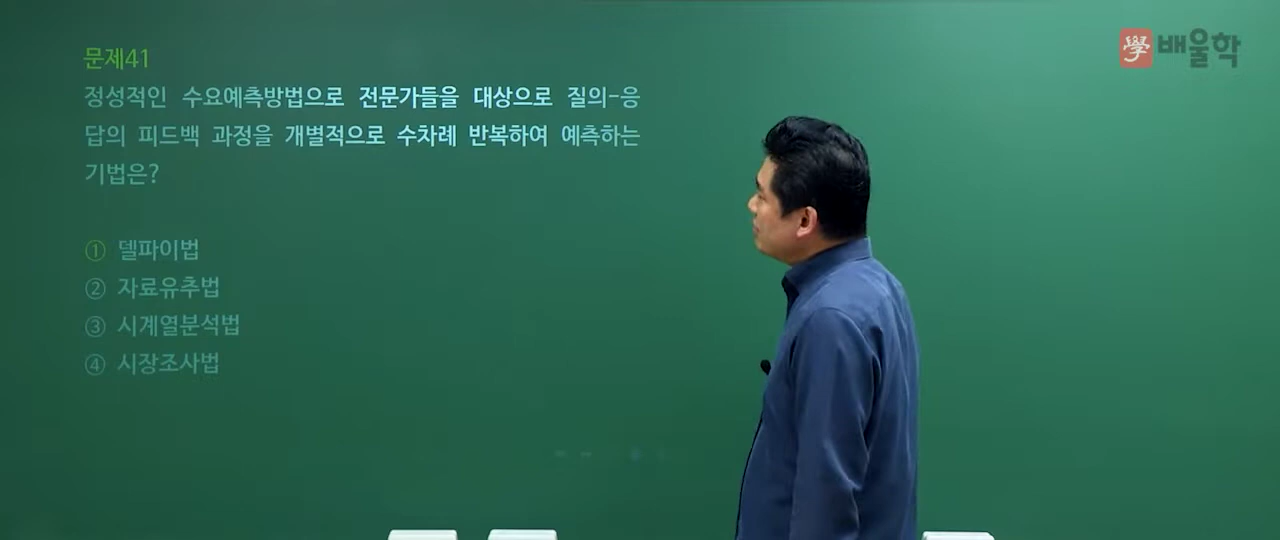 學배울학
문제41
정성적인 수요예측방법으로 전문가들을 대상으로 질의-응
답의 피드백 과정을 개별적으로 수차례 반복하여 예측하는
기법은?
① 델파이법
② 자료유추법
③ 시계열분석법
④ 시장조사법